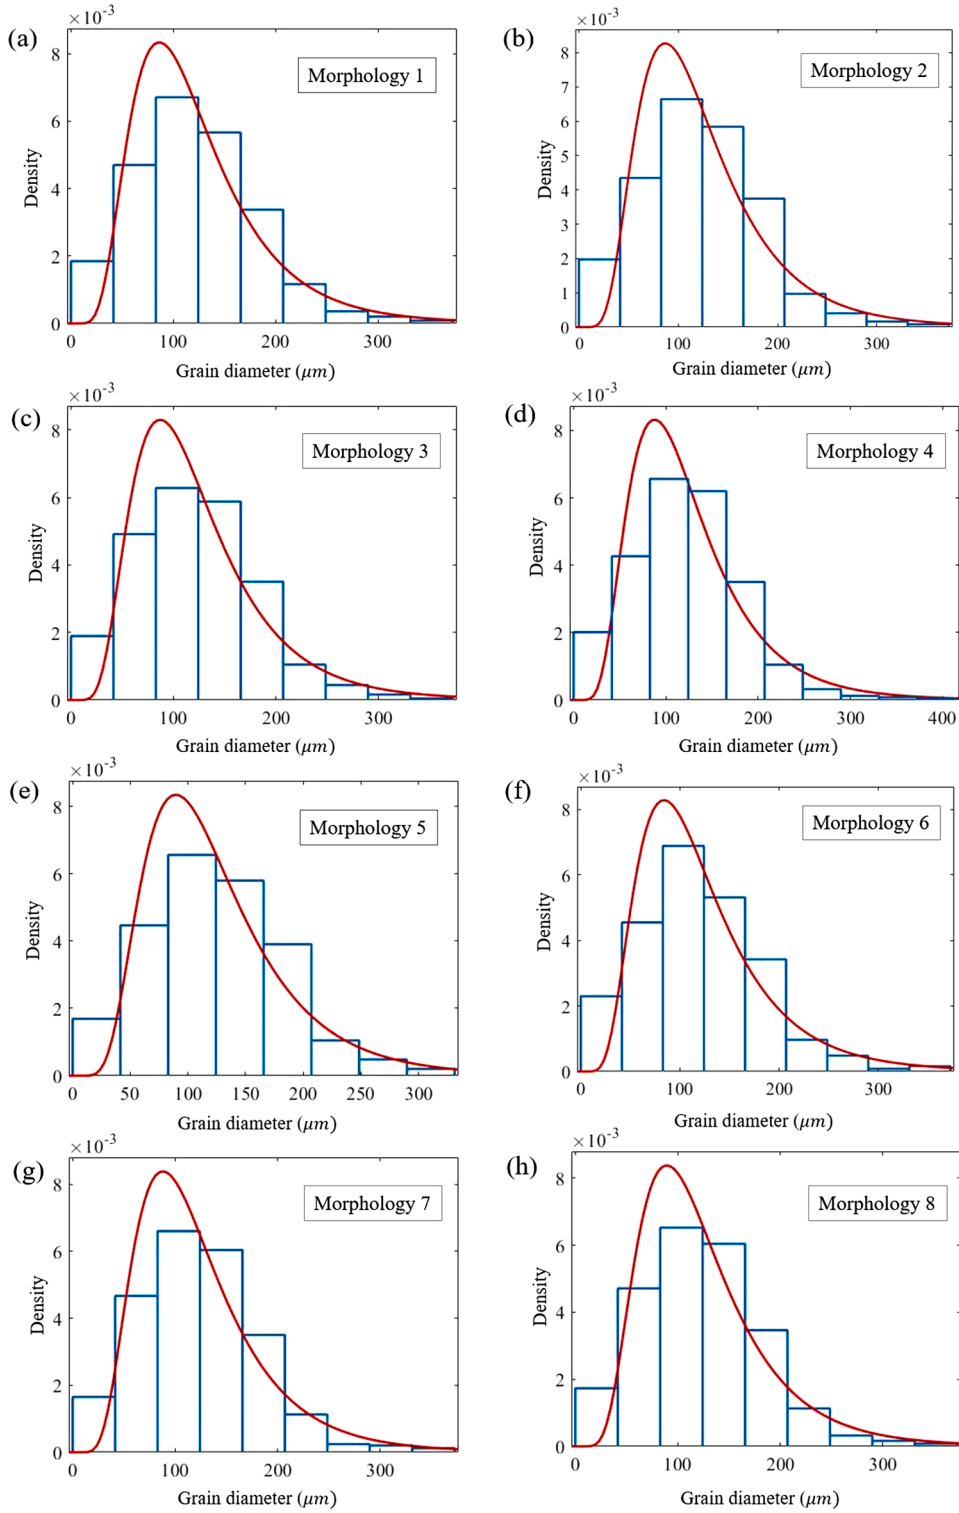 (a)
×10⁻³
Morphology 1
Density
8
6
4
2
0
0 100 200 300
Grain diameter (μm)
(b)
×10⁻³
Morphology 2
Density
8
7
6
5
4
3
2
1
0
0 100 200 300
Grain diameter (μm)
(c)
×10⁻³
Morphology 3
Density
8
6
4
2
0
0 100 200 300
Grain diameter (μm)
(d)
×10⁻³
Morphology 4
Density
8
6
4
2
0
0 100 200 300 400
Grain diameter (μm)
(e)
×10⁻³
Morphology 5
Density
8
6
4
2
0
0 50 100 150 200 250 300
Grain diameter (μm)
(f)
×10⁻³
Morphology 6
Density
8
6
4
2
0
0 100 200 300
Grain diameter (μm)
(g)
×10⁻³
Morphology 7
Density
8
6
4
2
0
0 100 200 300
Grain diameter (μm)
(h)
×10⁻³
Morphology 8
Density
8
6
4
2
0
0 100 200 300
Grain diameter (μm)